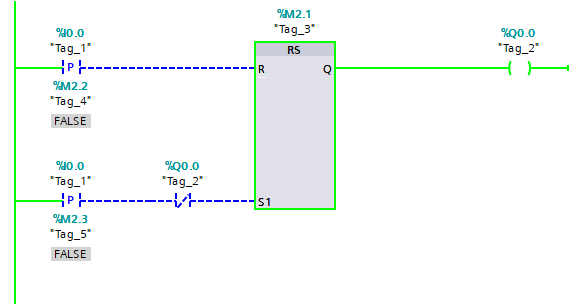 %M2.1
"Tag_3"
%I0.0
"Tag_1"
%Q0.0
"Tag_2"
RS
P
R
Q
%M2.2
"Tag_4"
FALSE
%I0.0
"Tag_1"
%Q0.0
"Tag_2"
P
S1
%M2.3
"Tag_5"
FALSE